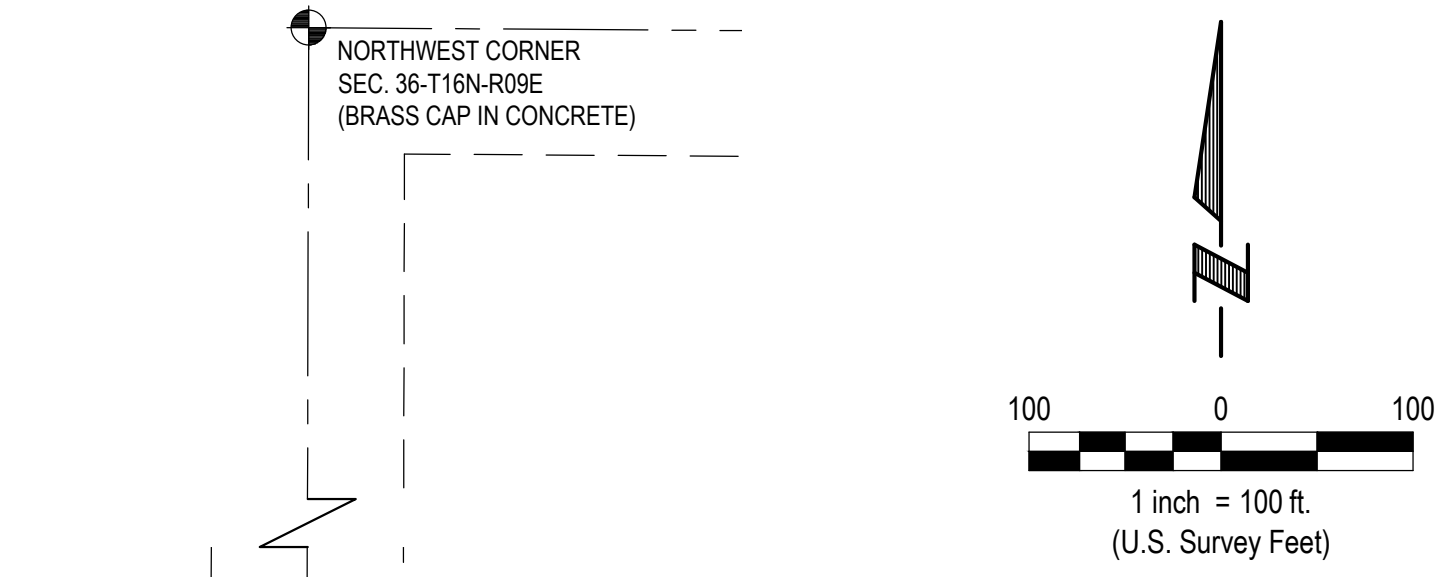 NORTHWEST CORNER
SEC. 36-T16N-R09E
(BRASS CAP IN CONCRETE)
N
100 0 100
1 inch = 100 ft.
(U.S. Survey Feet)